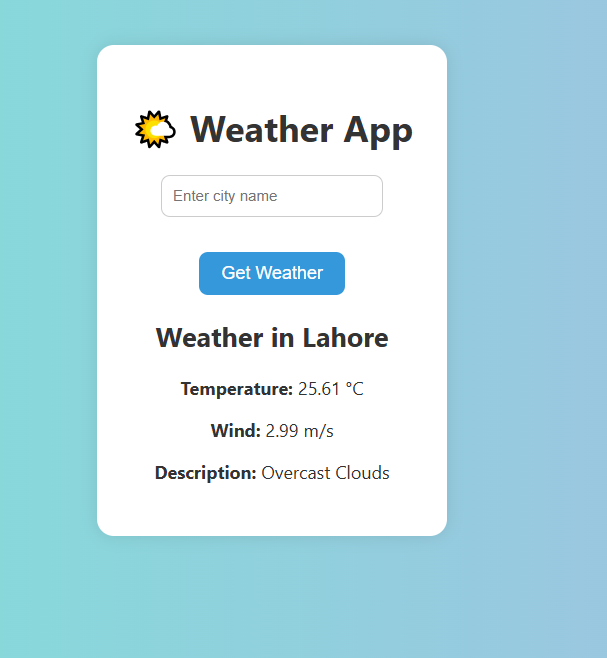 Weather App
Enter city name
Get Weather
Weather in Lahore
Temperature: 25.61 °C
Wind: 2.99 m/s
Description: Overcast Clouds